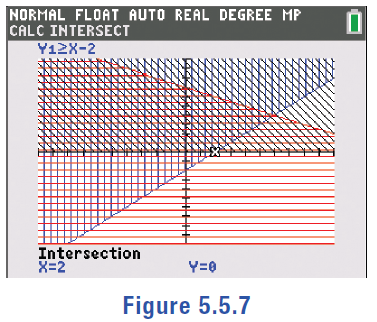 NORMAL FLOAT AUTO REAL DEGREE MP
CALC INTERSECT
Y1≥X-2
Intersection
X=2 Y=0
Figure 5.5.7